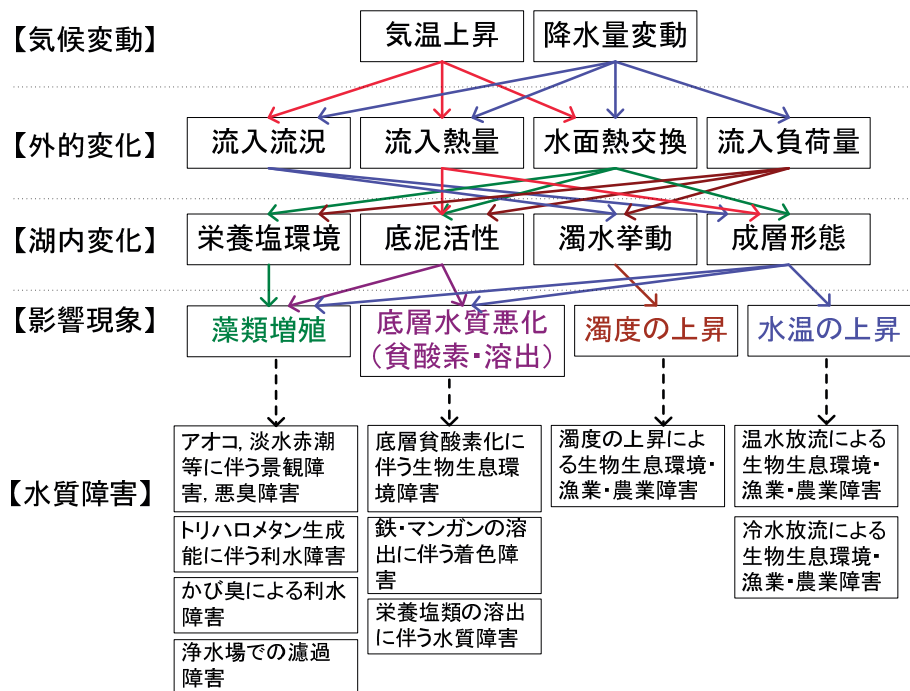 【気候変動】
気温上昇
降水量変動
【外的変化】
流入流況
流入熱量
水面熱交換
流入負荷量
【湖内変化】
栄養塩環境
底泥活性
濁水挙動
成層形態
【影響現象】
藻類増殖
底層水質悪化
（貧酸素・溶出）
濁度の上昇
水温の上昇
【水質障害】
アオコ，淡水赤潮
等に伴う景観障
害，悪臭障害
トリハロメタン生成
能に伴う利水障害
かび臭による利水
障害
浄水場での濾過
障害
底層貧酸素化に
伴う生物生息環
境障害
鉄・マンガンの溶
出に伴う着色障
害
栄養塩類の溶出
に伴う水質障害
濁度の上昇によ
る生物生息環境・
漁業・農業障害
温水放流による
生物生息環境・
漁業・農業障害
冷水放流による
生物生息環境・
漁業・農業障害